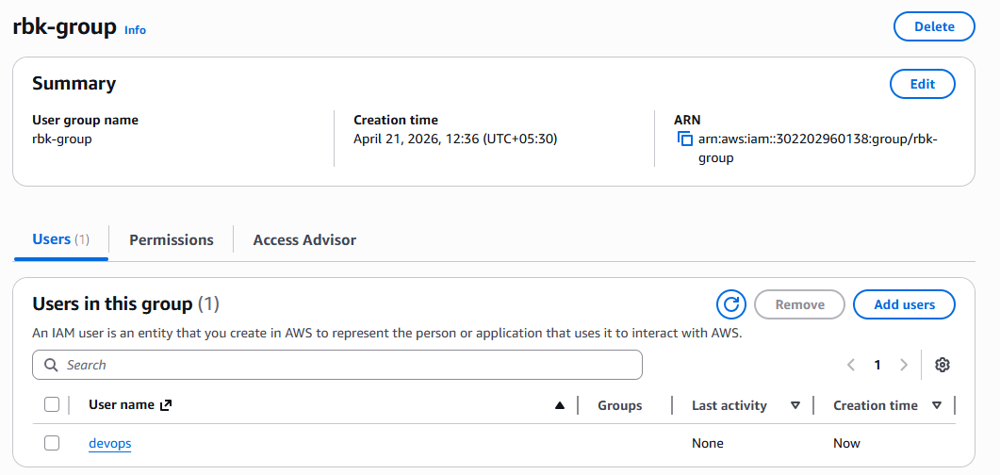 rbk-group Info
Delete
Summary
Edit
User group name
rbk-group
Creation time
April 21, 2026, 12:36 (UTC+05:30)
ARN
arn:aws:iam::302202960138:group/rbk-
group
Users (1)
Permissions
Access Advisor
Users in this group (1)
Remove
Add users
An IAM user is an entity that you create in AWS to represent the person or application that uses it to interact with AWS.
Search
1
User name
Groups
Last activity
Creation time
devops
None
Now